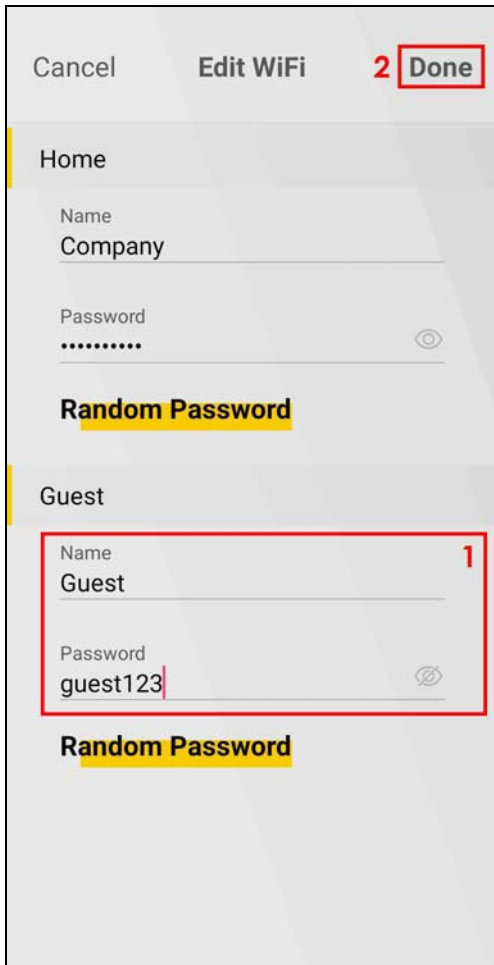 Cancel Edit WiFi 2 Done
Home
Name
Company
Password
••••••••••
Random Password
Guest
1
Name
Guest
Password
guest123
Random Password